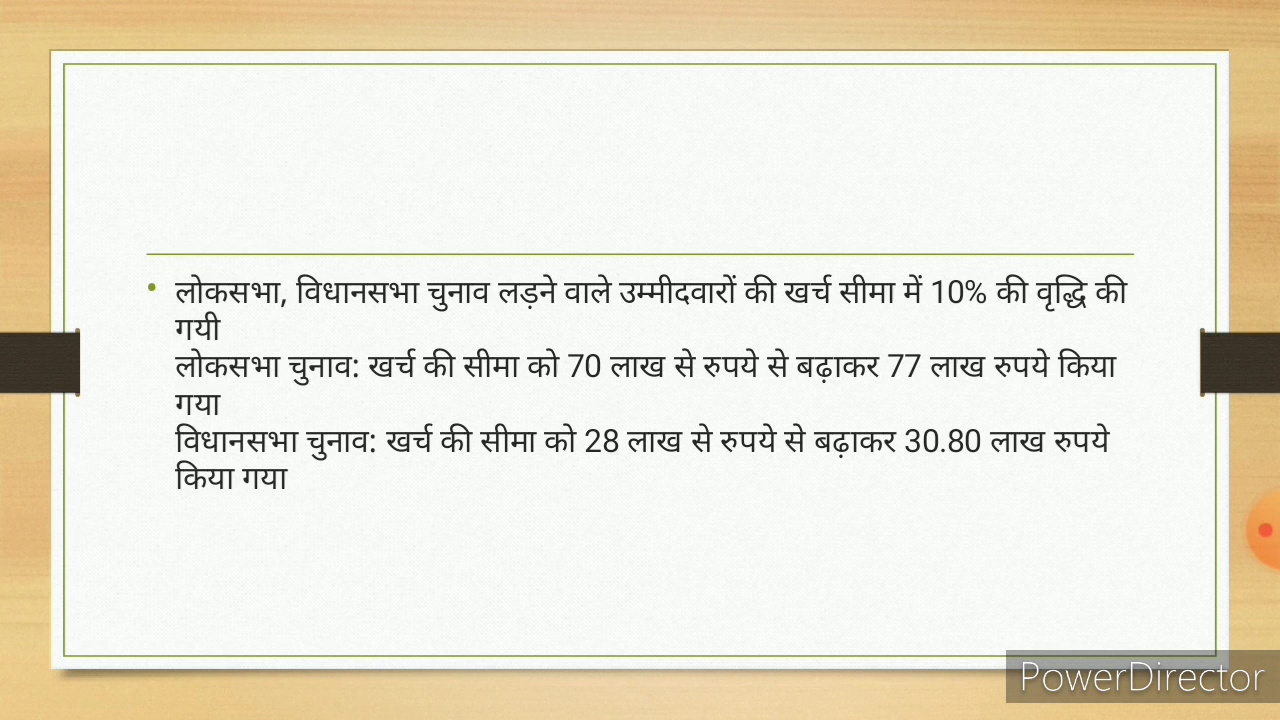 • लोकसभा, विधानसभा चुनाव लड़ने वाले उम्मीदवारों की खर्च सीमा में 10% की वृद्धि की
गयी
लोकसभा चुनाव: खर्च की सीमा को 70 लाख से रुपये से बढ़ाकर 77 लाख रुपये किया
गया
विधानसभा चुनाव: खर्च की सीमा को 28 लाख से रुपये से बढ़ाकर 30.80 लाख रुपये
किया गया
PowerDirector